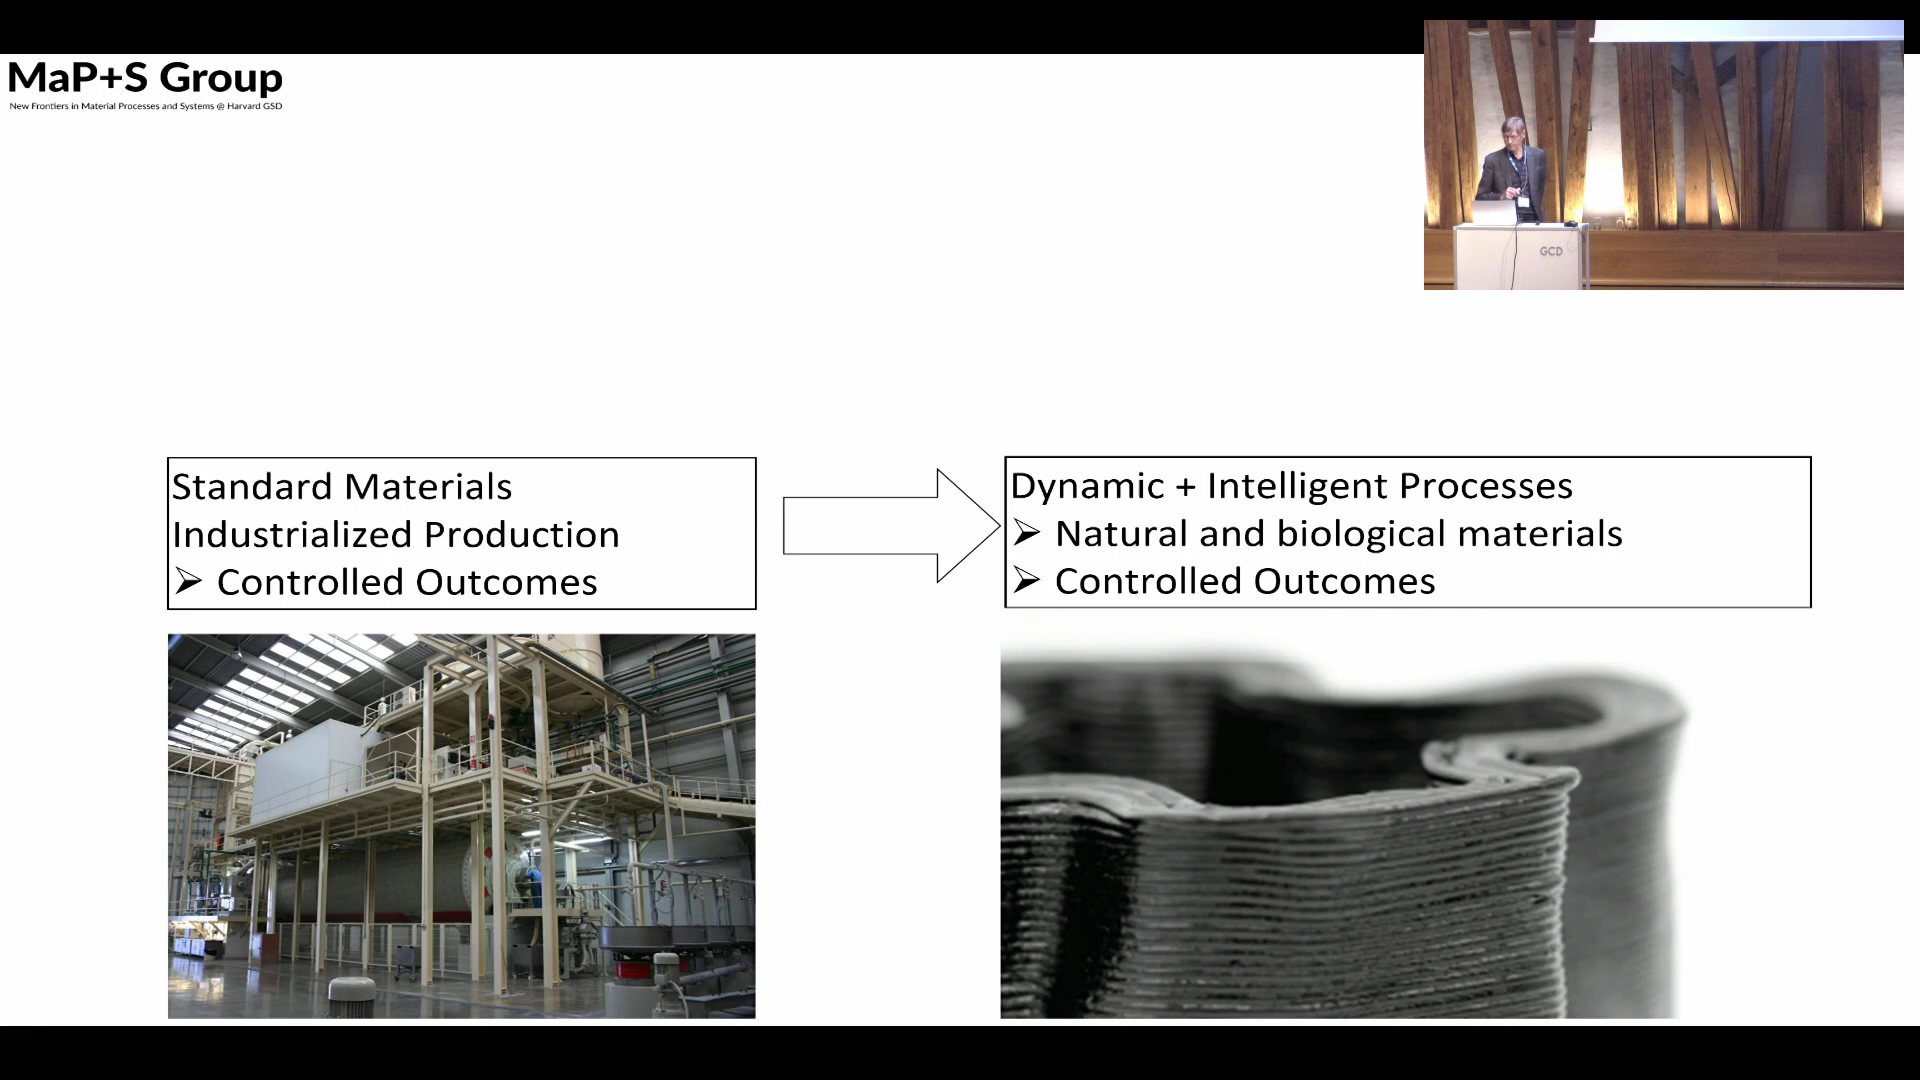 MaP+S Group
New Frontiers in Material Processes and Systems @ Harvard GSD
GCD
Standard Materials
Industrialized Production
➢ Controlled Outcomes
Dynamic + Intelligent Processes
➢ Natural and biological materials
➢ Controlled Outcomes